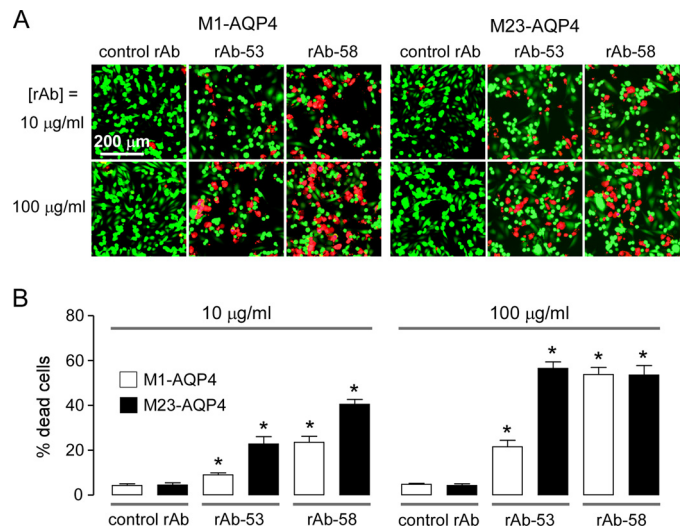 A
M1-AQP4 M23-AQP4
control rAb rAb-53 rAb-58 control rAb rAb-53 rAb-58
[rAb] =
10 μg/ml
200 μm
100 μg/ml
B
10 μg/ml 100 μg/ml
% dead cells
80
60
40
20
0
M1-AQP4
M23-AQP4
* * * * * * * *
control rAb rAb-53 rAb-58 control rAb rAb-53 rAb-58